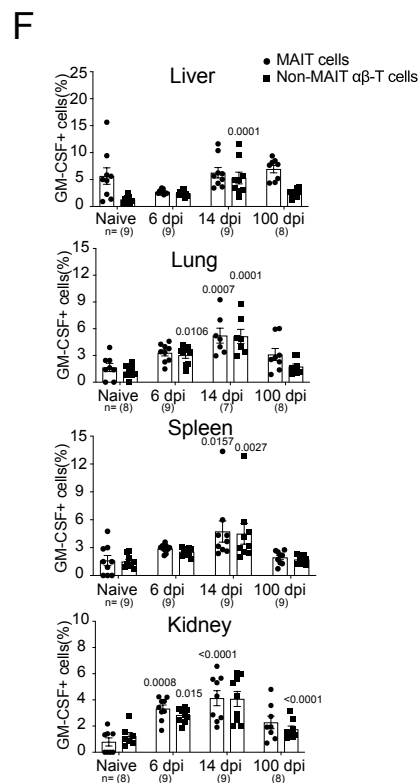 F
MAIT cells
Non-MAIT αβ-T cells
Liver
GM-CSF+ cells(%)
25
20
15
10
5
0
0.0001
Naive 6 dpi 14 dpi 100 dpi
n= (9) (9) (9) (8)
Lung
GM-CSF+ cells(%)
15
12
9
6
3
0
0.0106
0.0007
0.0001
Naive 6 dpi 14 dpi 100 dpi
n= (8) (9) (7) (8)
Spleen
GM-CSF+ cells(%)
15
12
9
6
3
0
0.0157
0.0027
Naive 6 dpi 14 dpi 100 dpi
n= (9) (9) (9) (9)
Kidney
GM-CSF+ cells(%)
10
8
6
4
2
0
0.0008
0.015
<0.0001
<0.0001
Naive 6 dpi 14 dpi 100 dpi
n= (8) (9) (9) (8)